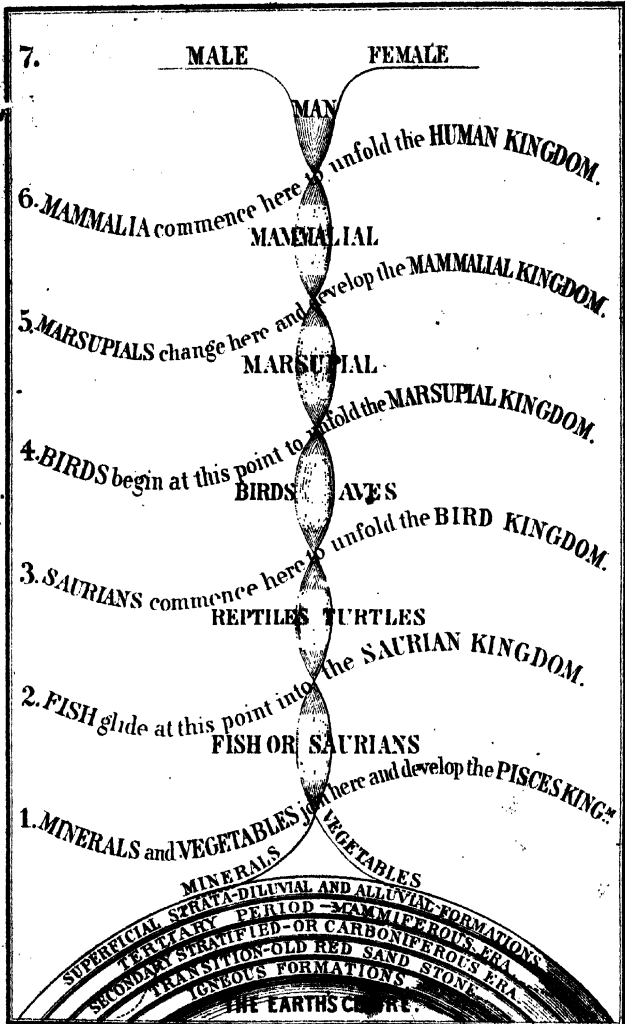 7.
MALE FEMALE
MAN
6. MAMMALIA commence here to unfold the HUMAN KINGDOM.
MAMMALIAL
5. MARSUPIALS change here and develop the MAMMALIAL KINGDOM.
MARSUPIAL
4. BIRDS begin at this point to unfold the MARSUPIAL KINGDOM.
BIRDS AVES
3. SAURIANS commence here to unfold the BIRD KINGDOM.
REPTILES TURTLES
2. FISH glide at this point into the SAURIAN KINGDOM.
FISH OR SAURIANS
1. MINERALS and VEGETABLES join here and develop the PISCES KING:ᴹ
MINERALS VEGETABLES
SUPERFICIAL STRATA-DILUVIAL AND ALLUVIAL-FORMATIONS
TERTIARY PERIOD-MAMMIFEROUS ERA.
SECONDARY STRATIFIED-OR CARBONIFEROUS ERA
TRANSITION-OLD RED SAND STONE
IGNEOUS FORMATIONS
THE EARTHS CENTRE.